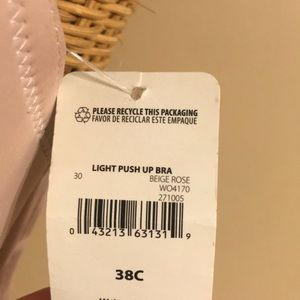 PLEASE RECYCLE THIS PACKAGING
FAVOR DE RECICLAR ESTE EMPAQUE
LIGHT PUSH UP BRA
30 BEIGE ROSE
WO4170
271005
0 43213 63131 9
38C